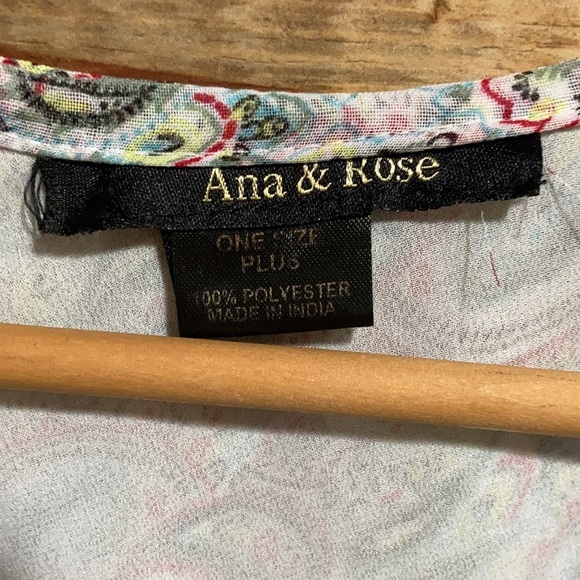 Ana & Rose
ONE SIZE
PLUS
100% POLYESTER
MADE IN INDIA